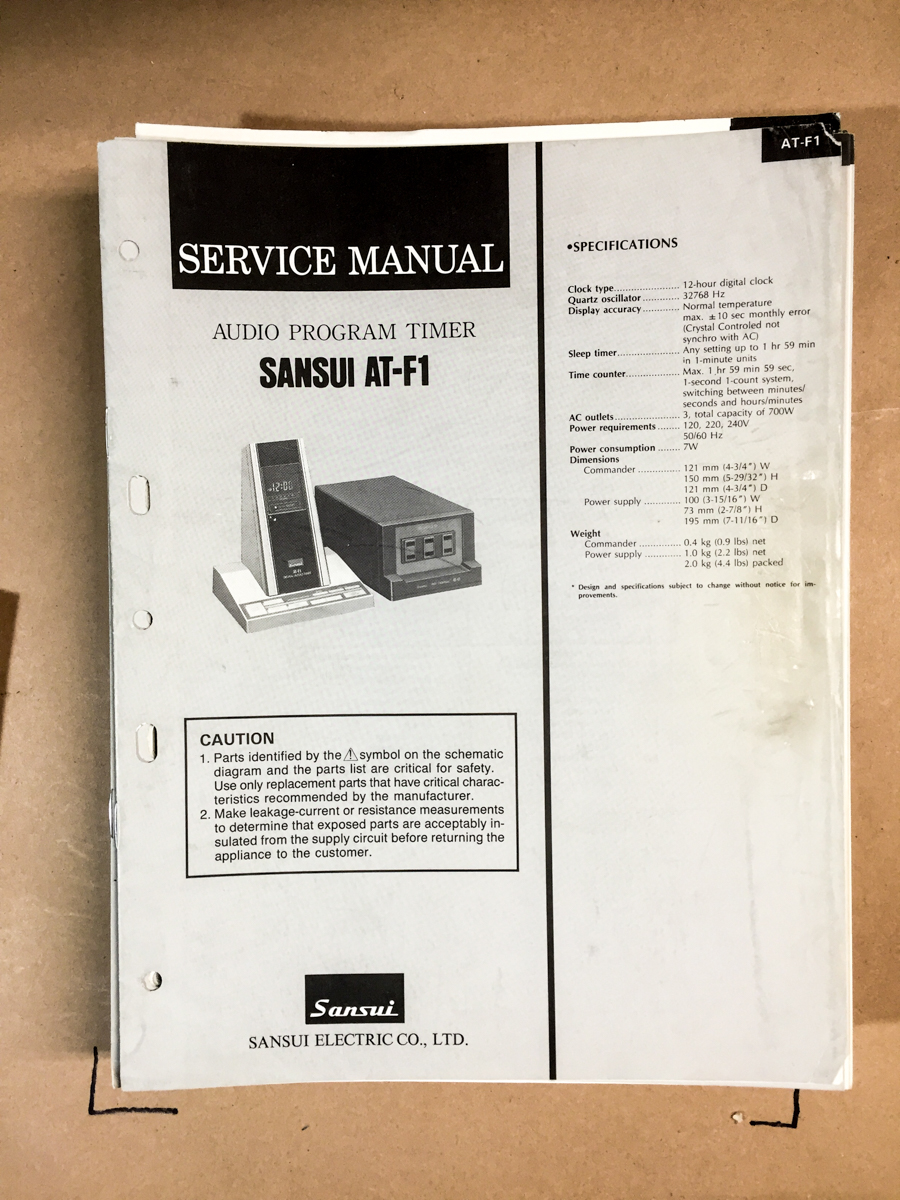 AT-F1
SERVICE MANUAL
AUDIO PROGRAM TIMER
SANSUI AT-F1
12:00
Sansui
CAUTION
1. Parts identified by the ⚠ symbol on the schematic
diagram and the parts list are critical for safety.
Use only replacement parts that have critical charac-
teristics recommended by the manufacturer.
2. Make leakage-current or resistance measurements
to determine that exposed parts are acceptably in-
sulated from the supply circuit before returning the
appliance to the customer.
Sansui
SANSUI ELECTRIC CO., LTD.
•SPECIFICATIONS
Clock type...................... 12-hour digital clock
Quartz oscillator ............ 32768 Hz
Display accuracy ............ Normal temperature
max. ±10 sec monthly error
(Crystal Controled not
synchro with AC)
Sleep timer..................... Any setting up to 1 hr 59 min
in 1-minute units
Time counter.................. Max. 1 hr 59 min 59 sec,
1-second 1-count system,
switching between minutes/
seconds and hours/minutes
AC outlets ...................... 3, total capacity of 700W
Power requirements ........ 120, 220, 240V
50/60 Hz
Power consumption ........ 7W
Dimensions
Commander .............. 121 mm (4-3/4″) W
150 mm (5-29/32″) H
121 mm (4-3/4″) D
Power supply ............ 100 (3-15/16″) W
73 mm (2-7/8″) H
195 mm (7-11/16″) D
Weight
Commander .............. 0.4 kg (0.9 lbs) net
Power supply ............ 1.0 kg (2.2 lbs) net
2.0 kg (4.4 lbs) packed
* Design and specifications subject to change without notice for im-
provements.